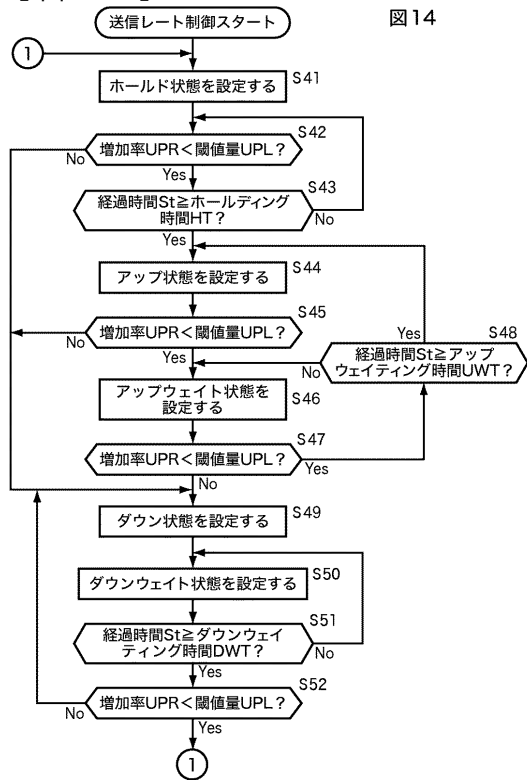 送信レート制御スタート
図14
1
ホールド状態を設定する
S41
増加率UPR<閾値量UPL?
S42
No
Yes
経過時間St≧ホールディング
時間HT?
S43
No
Yes
アップ状態を設定する
S44
増加率UPR<閾値量UPL?
S45
No
Yes
経過時間St≧アップ
ウェイティング時間UWT?
S48
Yes
No
アップウェイト状態を
設定する
S46
増加率UPR<閾値量UPL?
S47
Yes
No
ダウン状態を設定する
S49
ダウンウェイト状態を設定する
S50
経過時間St≧ダウンウェイ
ティング時間DWT?
S51
No
Yes
増加率UPR<閾値量UPL?
S52
No
Yes
1